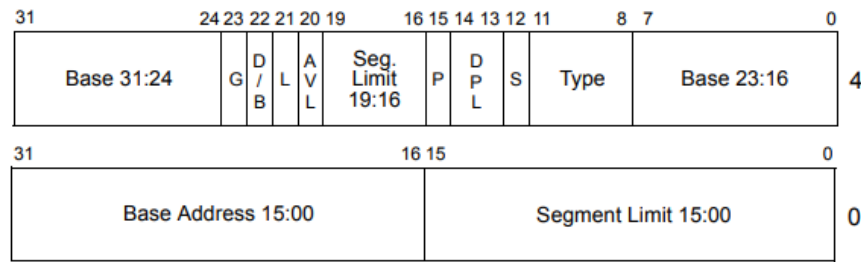 31 24 23 22 21 20 19 16 15 14 13 12 11 8 7 0
Base 31:24 G D/B L AVL Seg. Limit 19:16 P DPL S Type Base 23:16 4
31 16 15 0
Base Address 15:00 Segment Limit 15:00 0